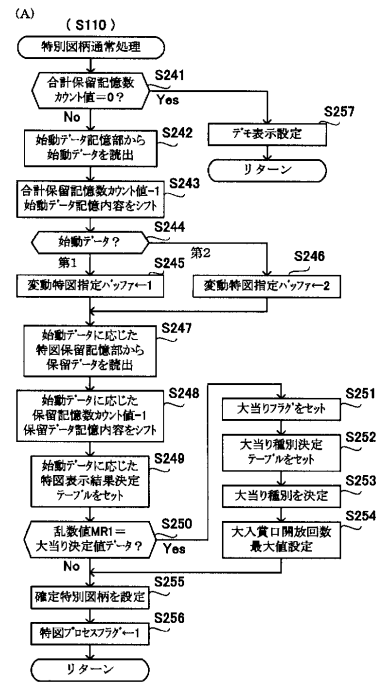 (A)
( S110 )
特別図柄通常処理
S241
合計保留記憶数
カウント値=0?
Yes
No
S257
デモ表示設定
リターン
S242
始動データ記憶部から
始動データを読出
S243
合計保留記憶数カウント値-1
始動データ記憶内容をシフト
S244
始動データ?
第1
第2
S245
変動特図指定バッファ←1
S246
変動特図指定バッファ←2
S247
始動データに応じた
特図保留記憶部から
保留データを読出
S248
始動データに応じた
保留記憶数カウント値-1
保留データ記憶内容をシフト
S249
始動データに応じた
特図表示結果決定
テーブルをセット
S250
乱数値MR1=
大当り決定値データ?
Yes
No
S251
大当りフラグをセット
S252
大当り種別決定
テーブルをセット
S253
大当り種別を決定
S254
大入賞口開放回数
最大値設定
S255
確定特別図柄を設定
S256
特図プロセスフラグ←1
リターン